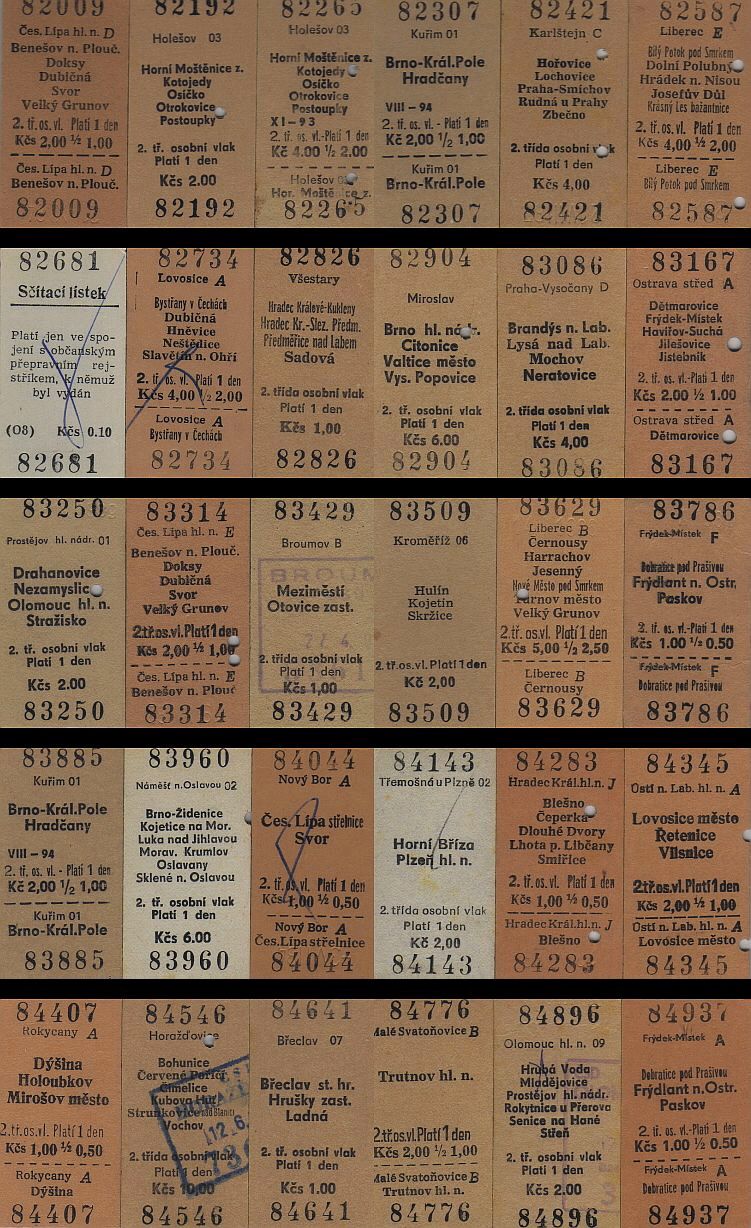 82009
Čes. Lípa hl. n. D
Benešov n. Plouč.
Doksy
Dubičná
Svor
Velký Grunov
2. tř. os. vl. Platí 1 den
Kčs 2,00 ½ 1,00
Čes. Lípa hl. n. D
Benešov n. Plouč.
82009
82192
Holešov 03
Horní Moštěnice z.
Kotojedy
Osíčko
Otrokovice
Postoupky
2. tř. osobní vlak
Platí 1 den
Kčs 2.00
82192
82265
Holešov 03
Horní Moštěnice z.
Kotojedy
Osíčko
Otrokovice
Postoupky
XI-93
2. tř. os. vl.-Platí 1 den
Kč 4.00 ½ 2,00
Holešov 03
Hor. Moštěnice z.
82265
82307
Kuřim 01
Brno-Král.Pole
Hradčany
VIII – 94
2. tř. os. vl. - Platí 1 den
Kč 2,00 1/2 1,00
Kuřim 01
Brno-Král.Pole
82307
82421
Karlštejn C
Hořovice
Lochovice
Praha-Smíchov
Rudná u Prahy
Zbečno
2. třída osobní vlak
Platí 1 den
Kčs 4,00
82421
82587
Liberec E
Bílý Potok pod Smrkem
Dolní Polubný
Hrádek n. Nisou
Josefův Důl
Krásný Les bažantnice
2. tř. os. vl. Platí 1 den
Kčs 4,00 ½ 2,00
Liberec E
Bílý Potok pod Smrkem
82587
82681
Sčítací lístek
Platí jen ve spo-
jení s občanským
přepravním rej-
stříkem, k němuž
byl vydán
(O8) Kčs 0.10
82681
82734
Lovosice A
Bystřany v Čechách
Dubičná
Hněvice
Neštědice
Slavětín n. Ohří
2. tř. os. vl. Platí 1 den
Kčs 4,00 ½ 2,00
Lovosice A
Bystřany v Čechách
82734
82826
Všestary
Hradec Králové-Kukleny
Hradec Kr.-Slez. Předm.
Předměřice nad Labem
Sadová
2. třída osobní vlak
Platí 1 den
Kčs 1,00
82826
82904
Miroslav
Brno hl. nádr.
Citonice
Valtice město
Vys. Popovice
2. tř. osobní vlak
Platí 1 den
Kčs 6.00
82904
83086
Praha-Vysočany D
Brandýs n. Lab.
Lysá nad Lab.
Mochov
Neratovice
2. třída osobní vlak
Platí 1 den
Kčs 4,00
83086
83167
Ostrava střed A
Dětmarovice
Frýdek-Místek
Havířov-Suchá
Jilešovice
Jistebník
2. tř. os. vl. Platí 1 den
Kčs 2.00 ½ 1.00
Ostrava střed A
Dětmarovice
83167
83250
Prostějov hl. nádr. 01
Drahanovice
Nezamyslice
Olomouc hl. n.
Stražisko
2. tř. osobní vlak
Platí 1 den
Kčs 2.00
83250
83314
Čes. Lípa hl. n. E
Benešov n. Plouč.
Doksy
Dubičná
Svor
Velký Grunov
2.tř.os.vl.Platí 1 den
Kčs 2,00 ½ 1,00
Čes. Lípa hl. n. E
Benešov n. Plouč
83314
83429
Broumov B
Meziměstí
Otovice zast.
2. třída osobní vlak
Platí 1 den
Kčs 1,00
83429
83509
Kroměříž 06
Hulín
Kojetín
Skržice
2.tř.os.vl.Platí 1 den
Kč 2,00
83509
83629
Liberec B
Černousy
Harrachov
Jesenný
Nové Město pod Smrkem
Turnov město
Velký Grunov
2.tř.os.vl. Platí 1 den
Kčs 5,00 ½ 2,50
Liberec B
Černousy
83629
83786
Frýdek-Místek F
Dobratice pod Prašivou
Frýdlant n. Ostr.
Paskov
2. tř. os. vl. Platí 1 den
Kčs 1.00 ½ 0.50
Frýdek-Místek F
Dobratice pod Prašivou
83786
83885
Kuřim 01
Brno-Král.Pole
Hradčany
VIII – 94
2. tř. os. vl. - Platí 1 den
Kč 2,00 1/2 1,00
Kuřim 01
Brno-Král.Pole
83885
83960
Náměšť n.Oslavou 02
Brno-Židenice
Kojetice na Mor.
Luka nad Jihlavou
Morav. Krumlov
Oslavany
Sklené n. Oslavou
2. tř. osobní vlak
Platí 1 den
Kčs 6.00
83960
84044
Nový Bor A
Čes. Lípa střelnice
Svor
2. tř. os. vl. Platí 1 den
Kčs 1,00 ½ 0,50
Nový Bor A
Čes.Lípa střelnice
84044
84143
Třemošná u Plzně 02
Horní Bříza
Plzeň hl. n.
2. třída osobní vlak
Platí 1 den
Kč 2,00
84143
84283
Hradec Král.hl.n. J
Blešno
Čeperka
Dlouhé Dvory
Lhota p. Libčany
Smiřice
2. tř. os. vl. Platí 1 den
Kčs 1,00 ½ 0,50
Hradec Král.hl.n. J
Blešno
84283
84345
Ústí n. Lab. hl. n. A
Lovosice město
Řetenice
Vilsnice
2.tř.os.vl.Platí 1 den
Kčs 2,00 ½ 1,00
Ústí n. Lab. hl. n. A
Lovosice město
84345
84407
Rokycany A
Dýšina
Holoubkov
Mirošov město
2.tř.os.vl. Platí 1 den
Kčs 1,00 ½ 0,50
Rokycany A
Dýšina
84407
84546
Horažďovice
Bohunice
Červené Poříčí
Čimelice
Kubova Huť
Strunkovice nad Blanicí
Vochov
2. třída osobní vlak
Platí 1 den
Kčs 10,00
84546
84641
Břeclav 07
Břeclav st. hr.
Hrušky zast.
Ladná
2. tř. osobní vlak
Platí 1 den
Kčs 1.00
84641
84776
Malé Svatoňovice B
Trutnov hl. n.
2.tř.os.vl.Platí 1 den
Kčs 2,00 ½ 1,00
Malé Svatoňovice B
Trutnov hl. n.
84776
84896
Olomouc hl. n. 09
Hrubá Voda
Mladějovice
Prostějov hl. nádr.
Rokytnice u Přerova
Senice na Hané
Střeň
2. tř. osobní vlak
Platí 1 den
Kčs 2.00
84896
84937
Frýdek-Místek A
Dobratice pod Prašivou
Frýdlant n.Ostr.
Paskov
2. tř. os. vl. Platí 1 den
Kčs 1.00 ½ 0.50
Frýdek-Místek A
Dobratice pod Prašivou
84937